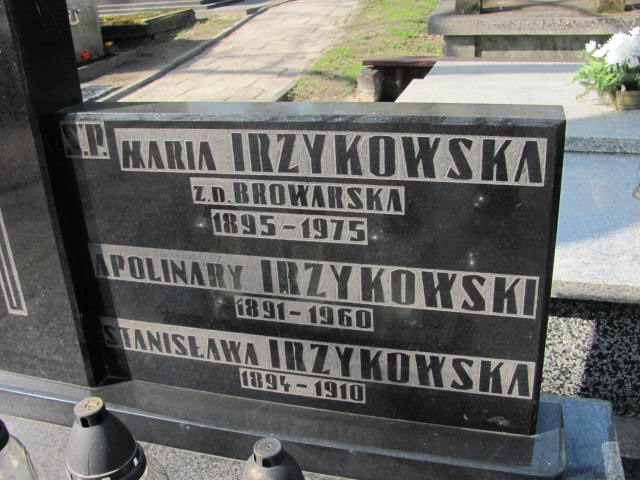 Ś.P. MARIA IRZYKOWSKA
Z.D. BROWARSKA
1895-1975
APOLINARY IRZYKOWSKI
1891-1960
STANISŁAWA IRZYKOWSKA
1894-1910